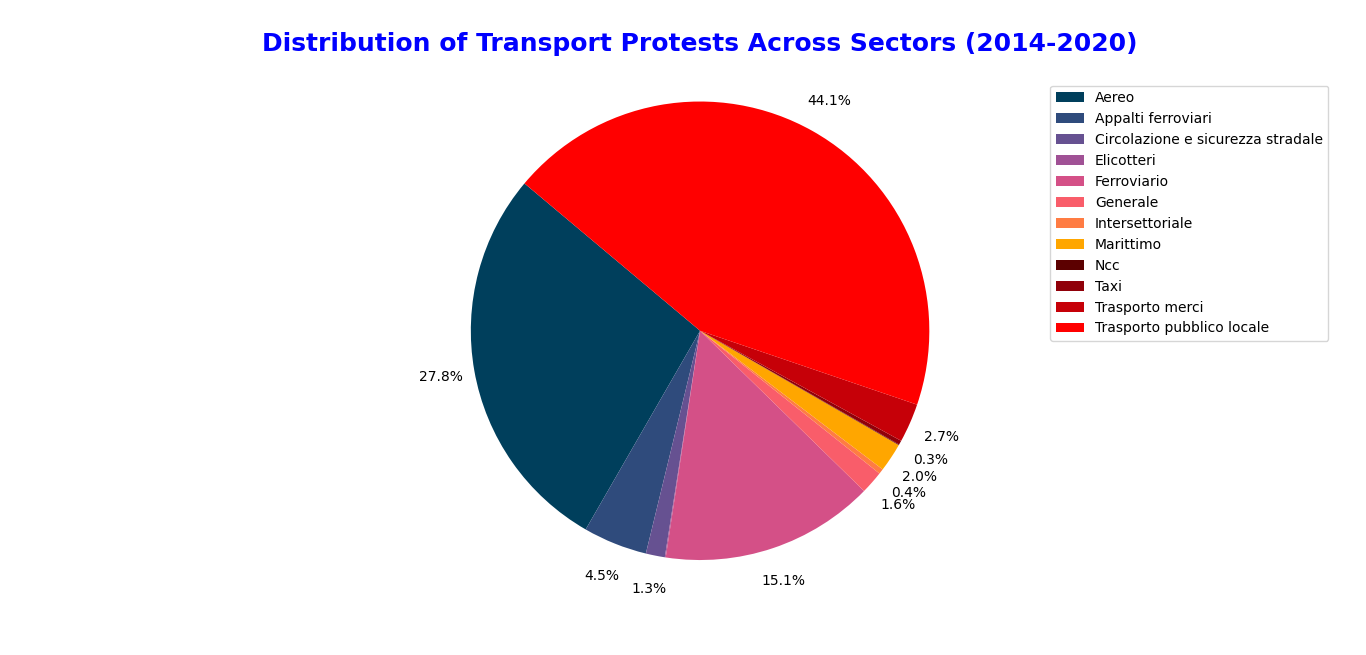 Distribution of Transport Protests Across Sectors (2014-2020)
44.1%
27.8%
4.5%
1.3%
15.1%
1.6%
0.4%
2.0%
0.3%
2.7%
Aereo
Appalti ferroviari
Circolazione e sicurezza stradale
Elicotteri
Ferroviario
Generale
Intersettoriale
Marittimo
Ncc
Taxi
Trasporto merci
Trasporto pubblico locale